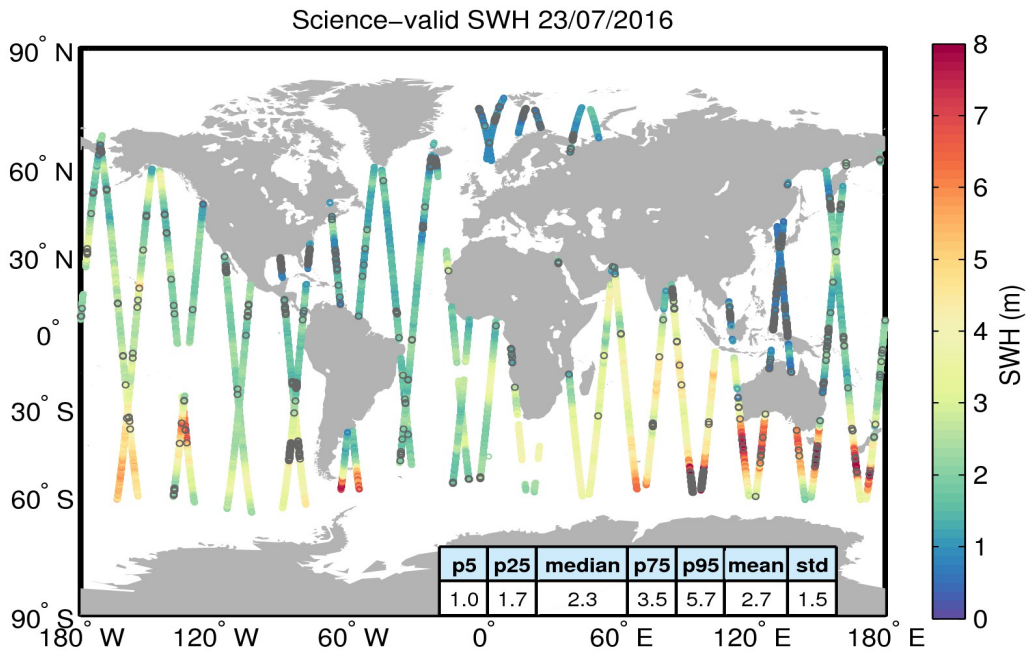 Science−valid SWH 23/07/2016
90° N
60° N
30° N
0°
30° S
60° S
90° S
180° W
120° W
60° W
0°
60° E
120° E
180° E
8
7
6
5
4
3
2
1
0
SWH (m)
p5 p25 median p75 p95 mean std
1.0 1.7 2.3 3.5 5.7 2.7 1.5